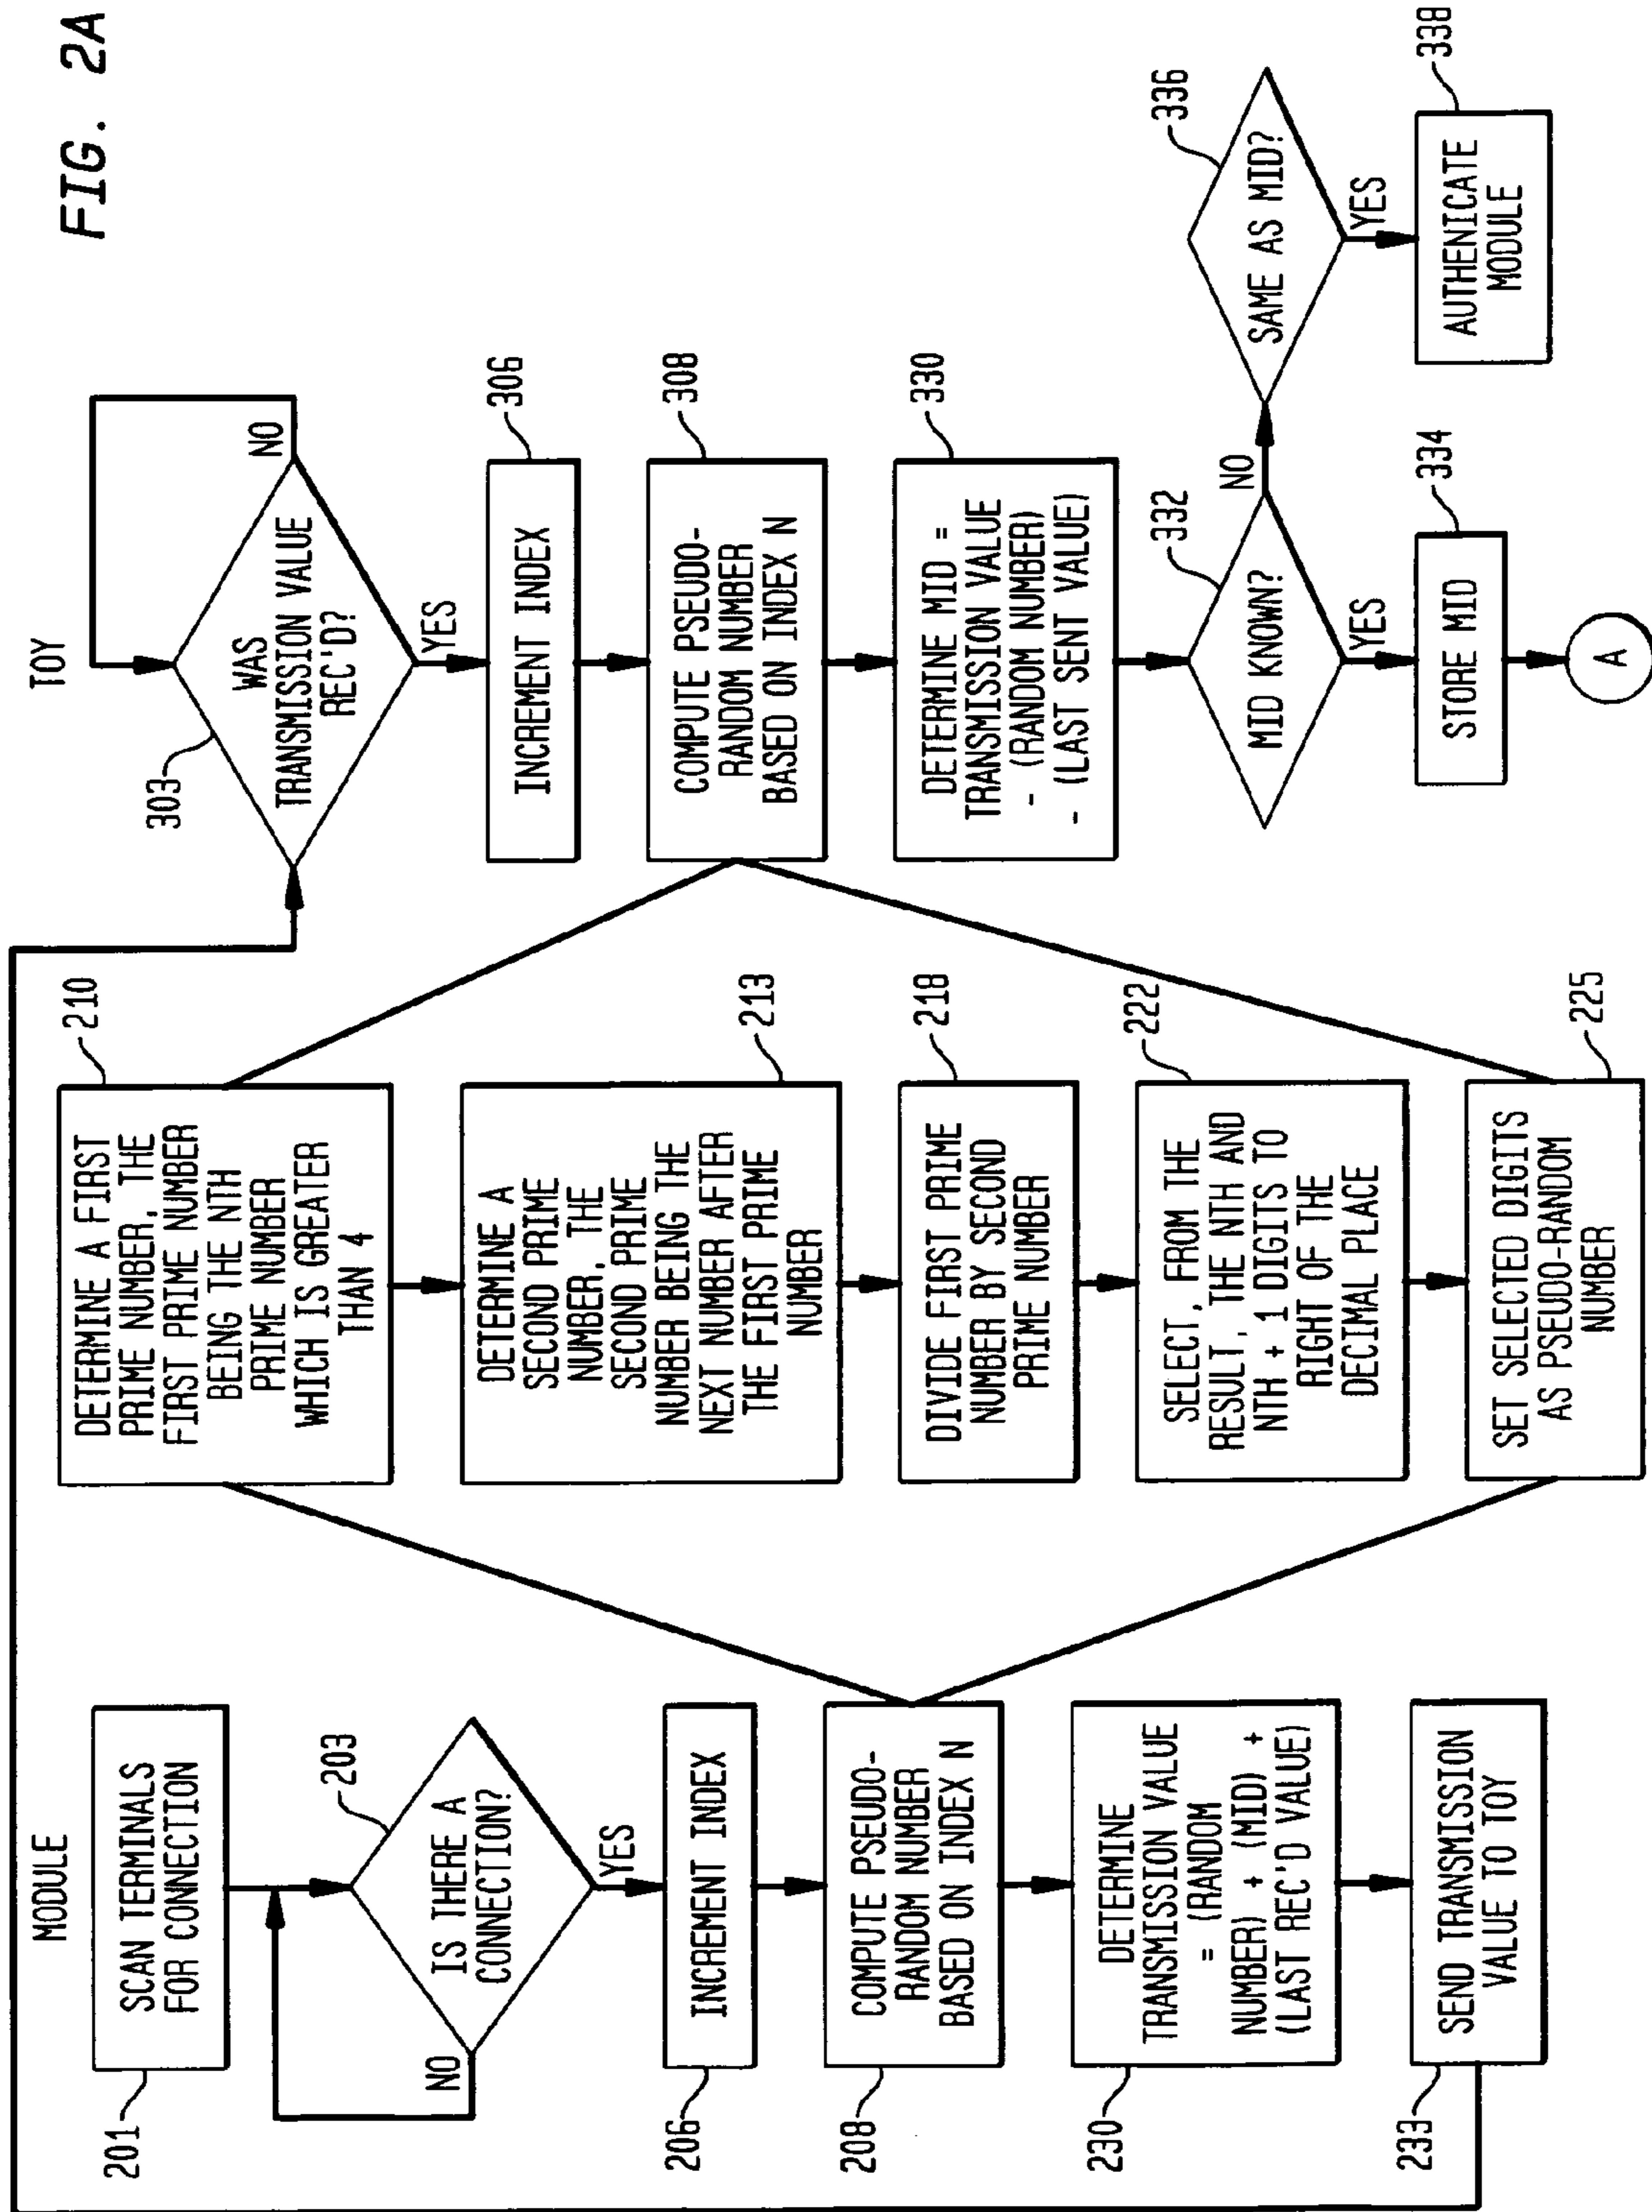 FIG. 2A
MODULE
SCAN TERMINALS
FOR CONNECTION
201
IS THERE A
CONNECTION?
203
NO
YES
INCREMENT INDEX
206
COMPUTE PSEUDO-
RANDOM NUMBER
BASED ON INDEX N
208
DETERMINE
TRANSMISSION VALUE
= (RANDOM
NUMBER) + (MID) +
(LAST REC'D VALUE)
230
SEND TRANSMISSION
VALUE TO TOY
233
DETERMINE A FIRST
PRIME NUMBER, THE
FIRST PRIME NUMBER
BEING THE NTH
PRIME NUMBER
WHICH IS GREATER
THAN 4
210
DETERMINE A
SECOND PRIME
NUMBER, THE
SECOND PRIME
NUMBER BEING THE
NEXT NUMBER AFTER
THE FIRST PRIME
NUMBER
213
DIVIDE FIRST PRIME
NUMBER BY SECOND
PRIME NUMBER
218
SELECT, FROM THE
RESULT, THE NTH AND
NTH + 1 DIGITS TO
RIGHT OF THE
DECIMAL PLACE
222
SET SELECTED DIGITS
AS PSEUDO-RANDOM
NUMBER
225
TOY
WAS
TRANSMISSION VALUE
REC'D?
303
NO
YES
INCREMENT INDEX
306
COMPUTE PSEUDO-
RANDOM NUMBER
BASED ON INDEX N
308
DETERMINE MID =
TRANSMISSION VALUE
- (RANDOM NUMBER)
- (LAST SENT VALUE)
330
MID KNOWN?
332
NO
YES
STORE MID
334
A
SAME AS MID?
336
YES
AUTHENICATE
MODULE
338